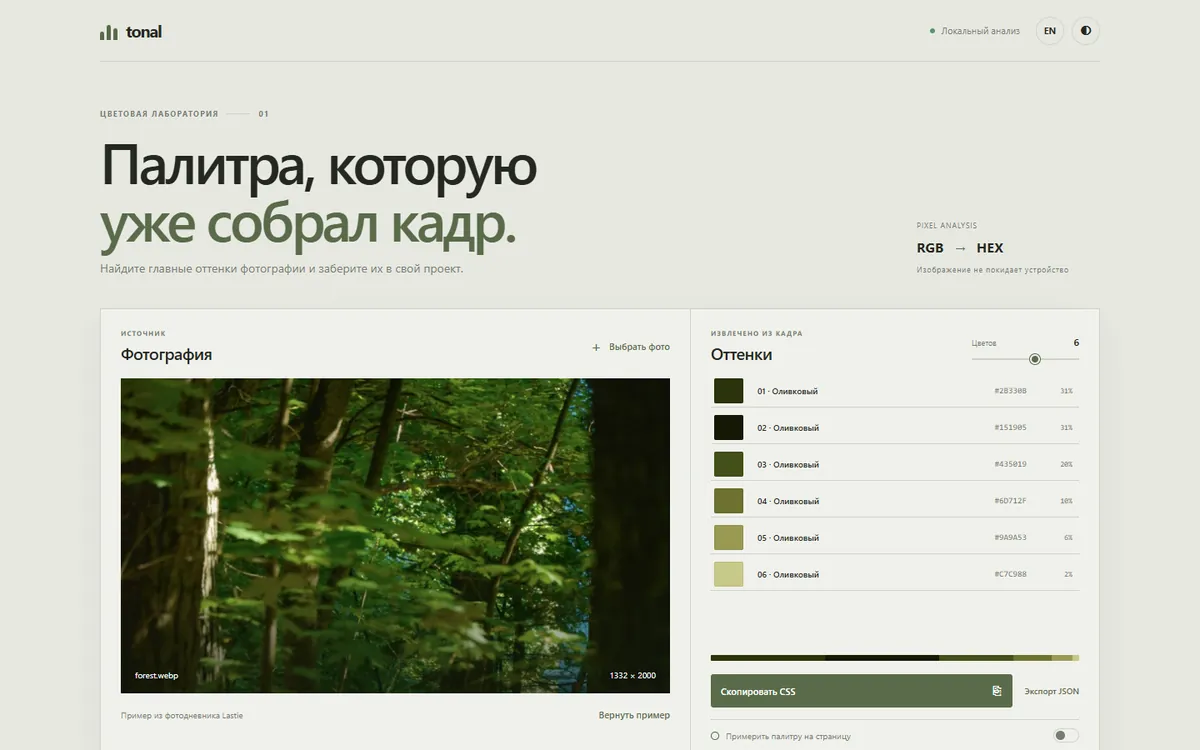 tonal
Локальный анализ
EN
ЦВЕТОВАЯ ЛАБОРАТОРИЯ
01
Палитра, которую
уже собрал кадр.
Найдите главные оттенки фотографии и заберите их в свой проект.
PIXEL ANALYSIS
RGB → HEX
Изображение не покидает устройство
ИСТОЧНИК
Фотография
+ Выбрать фото
forest.webp
1332 × 2000
Пример из фотодневника Lastie
Вернуть пример
ИЗВЛЕЧЕНО ИЗ КАДРА
Оттенки
Цветов 6
01 · Оливковый #2B330B 31%
02 · Оливковый #151905 31%
03 · Оливковый #435019 20%
04 · Оливковый #6D712F 10%
05 · Оливковый #9A9A53 6%
06 · Оливковый #C7C988 2%
Скопировать CSS
Экспорт JSON
Примерить палитру на страницу